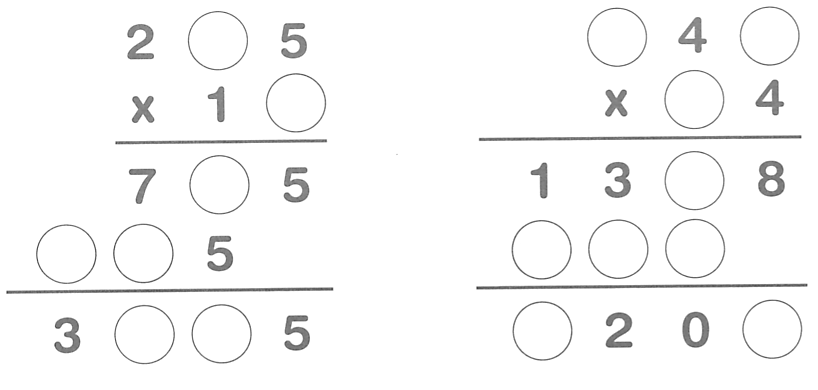 2 ○ 5
x 1 ○
7 ○ 5
○ ○ 5
3 ○ ○ 5
○ 4 ○
x ○ 4
1 3 ○ 8
○ ○ ○
○ 2 0 ○